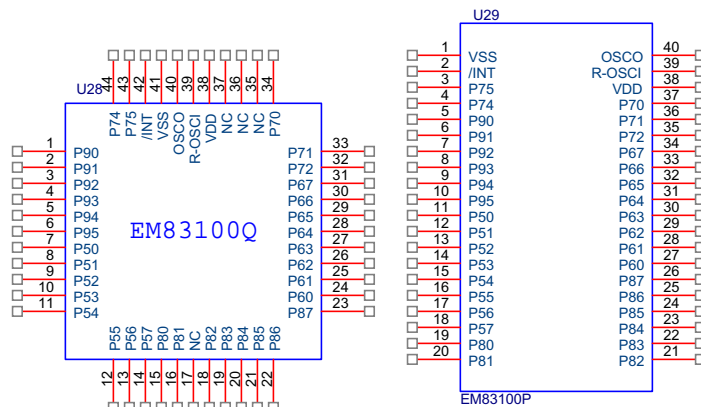 U28
44 43 42 41 40 39 38 37 36 35 34
P74 P75 /INT VSS OSCO R-OSCI VDD NC NC NC P70
1 P90
2 P91
3 P92
4 P93
5 P94
6 P95
7 P50
8 P51
9 P52
10 P53
11 P54
EM83100Q
33 P71
32 P72
31 P67
30 P66
29 P65
28 P64
27 P63
26 P62
25 P61
24 P60
23 P87
P55 P56 P57 P80 P81 NC P82 P83 P84 P85 P86
12 13 14 15 16 17 18 19 20 21 22
U29
1 VSS OSCO 40
2 /INT R-OSCI 39
3 P75 VDD 38
4 P74 P70 37
5 P90 P71 36
6 P91 P72 35
7 P92 P67 34
8 P93 P66 33
9 P94 P65 32
10 P95 P64 31
11 P50 P63 30
12 P51 P62 29
13 P52 P61 28
14 P53 P60 27
15 P54 P87 26
16 P55 P86 25
17 P56 P85 24
18 P57 P84 23
19 P80 P83 22
20 P81 P82 21
EM83100P